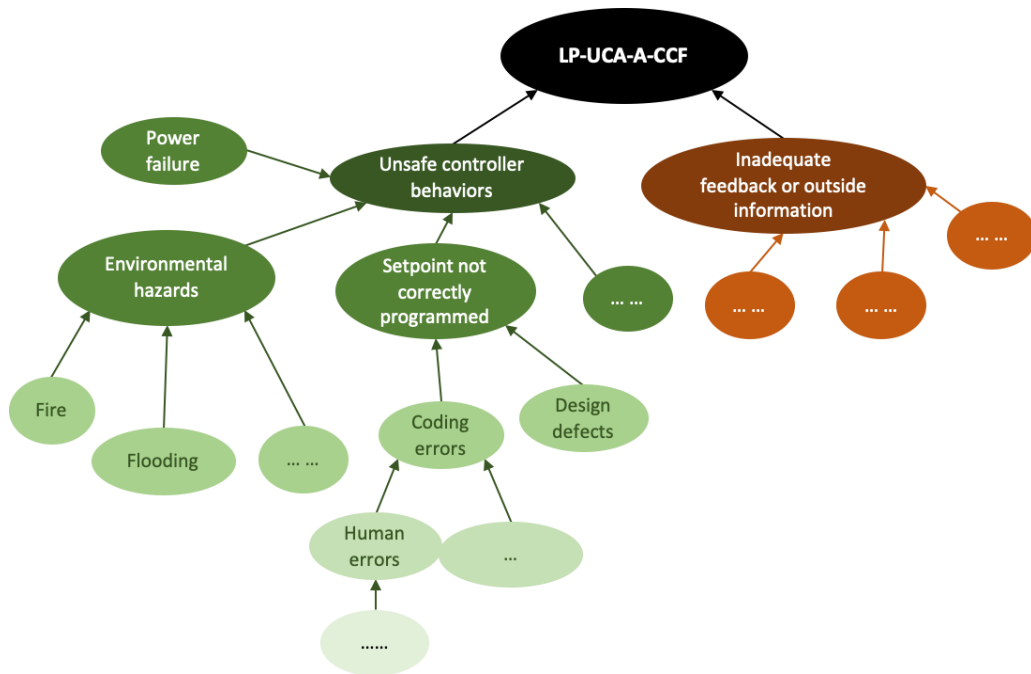 LP-UCA-A-CCF
Power
failure
Unsafe controller
behaviors
Inadequate
feedback or outside
information
... ...
Environmental
hazards
Setpoint not
correctly
programmed
... ...
... ...
... ...
Fire
Flooding
... ...
Coding
errors
Design
defects
Human
errors
...
......